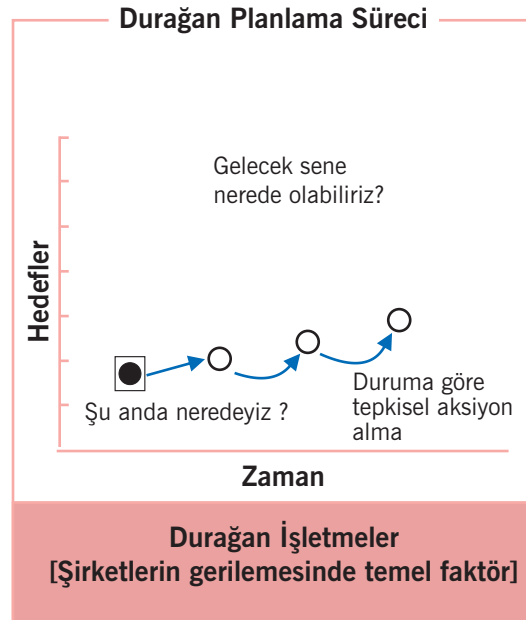 Durağan Planlama Süreci
Gelecek sene
nerede olabiliriz?
Hedefler
Şu anda neredeyiz ?
Duruma göre
tepkisel aksiyon
alma
Zaman
Durağan İşletmeler
[Şirketlerin gerilemesinde temel faktör]